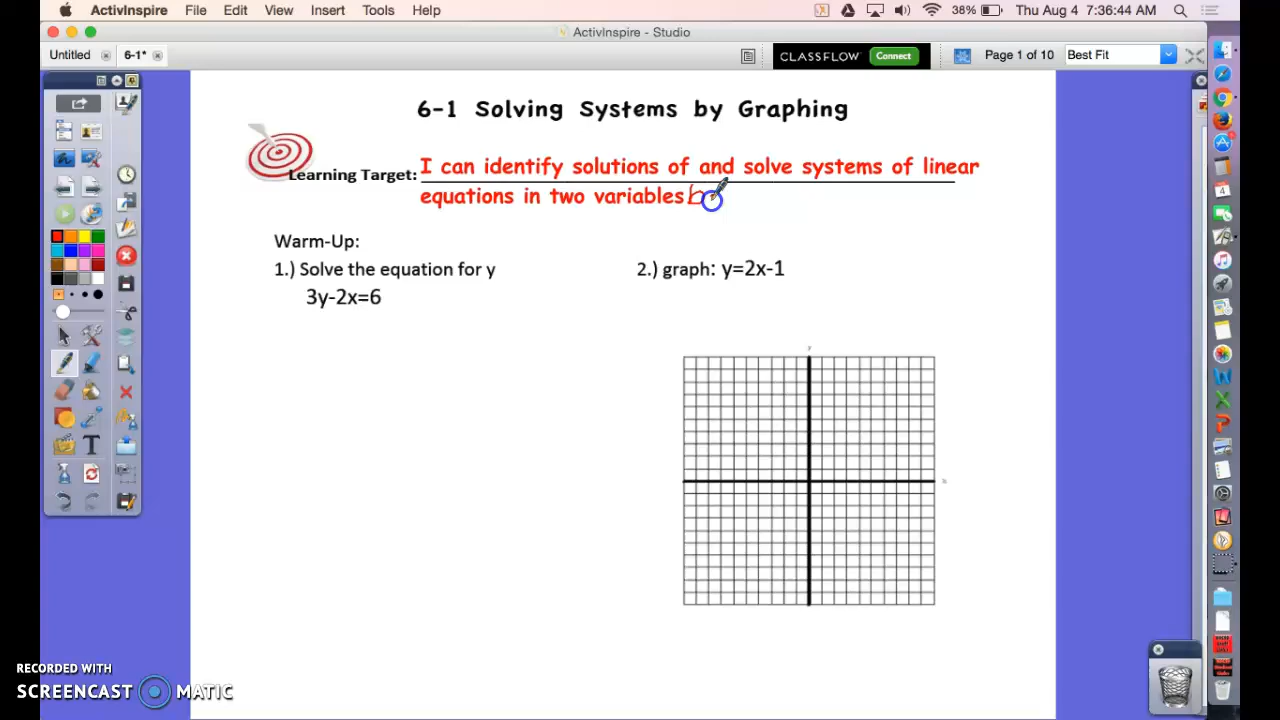 ActivInspire File Edit View Insert Tools Help 38% Thu Aug 4 7:36:44 AM
ActivInspire - Studio
Untitled 6-1* CLASSFLOW Connect Page 1 of 10 Best Fit
6-1 Solving Systems by Graphing
Learning Target: I can identify solutions of and solve systems of linear
equations in two variables b
Warm-Up:
1.) Solve the equation for y 2.) graph: y=2x-1
3y-2x=6
y
x
T
RECORDED WITH
SCREENCAST MATIC